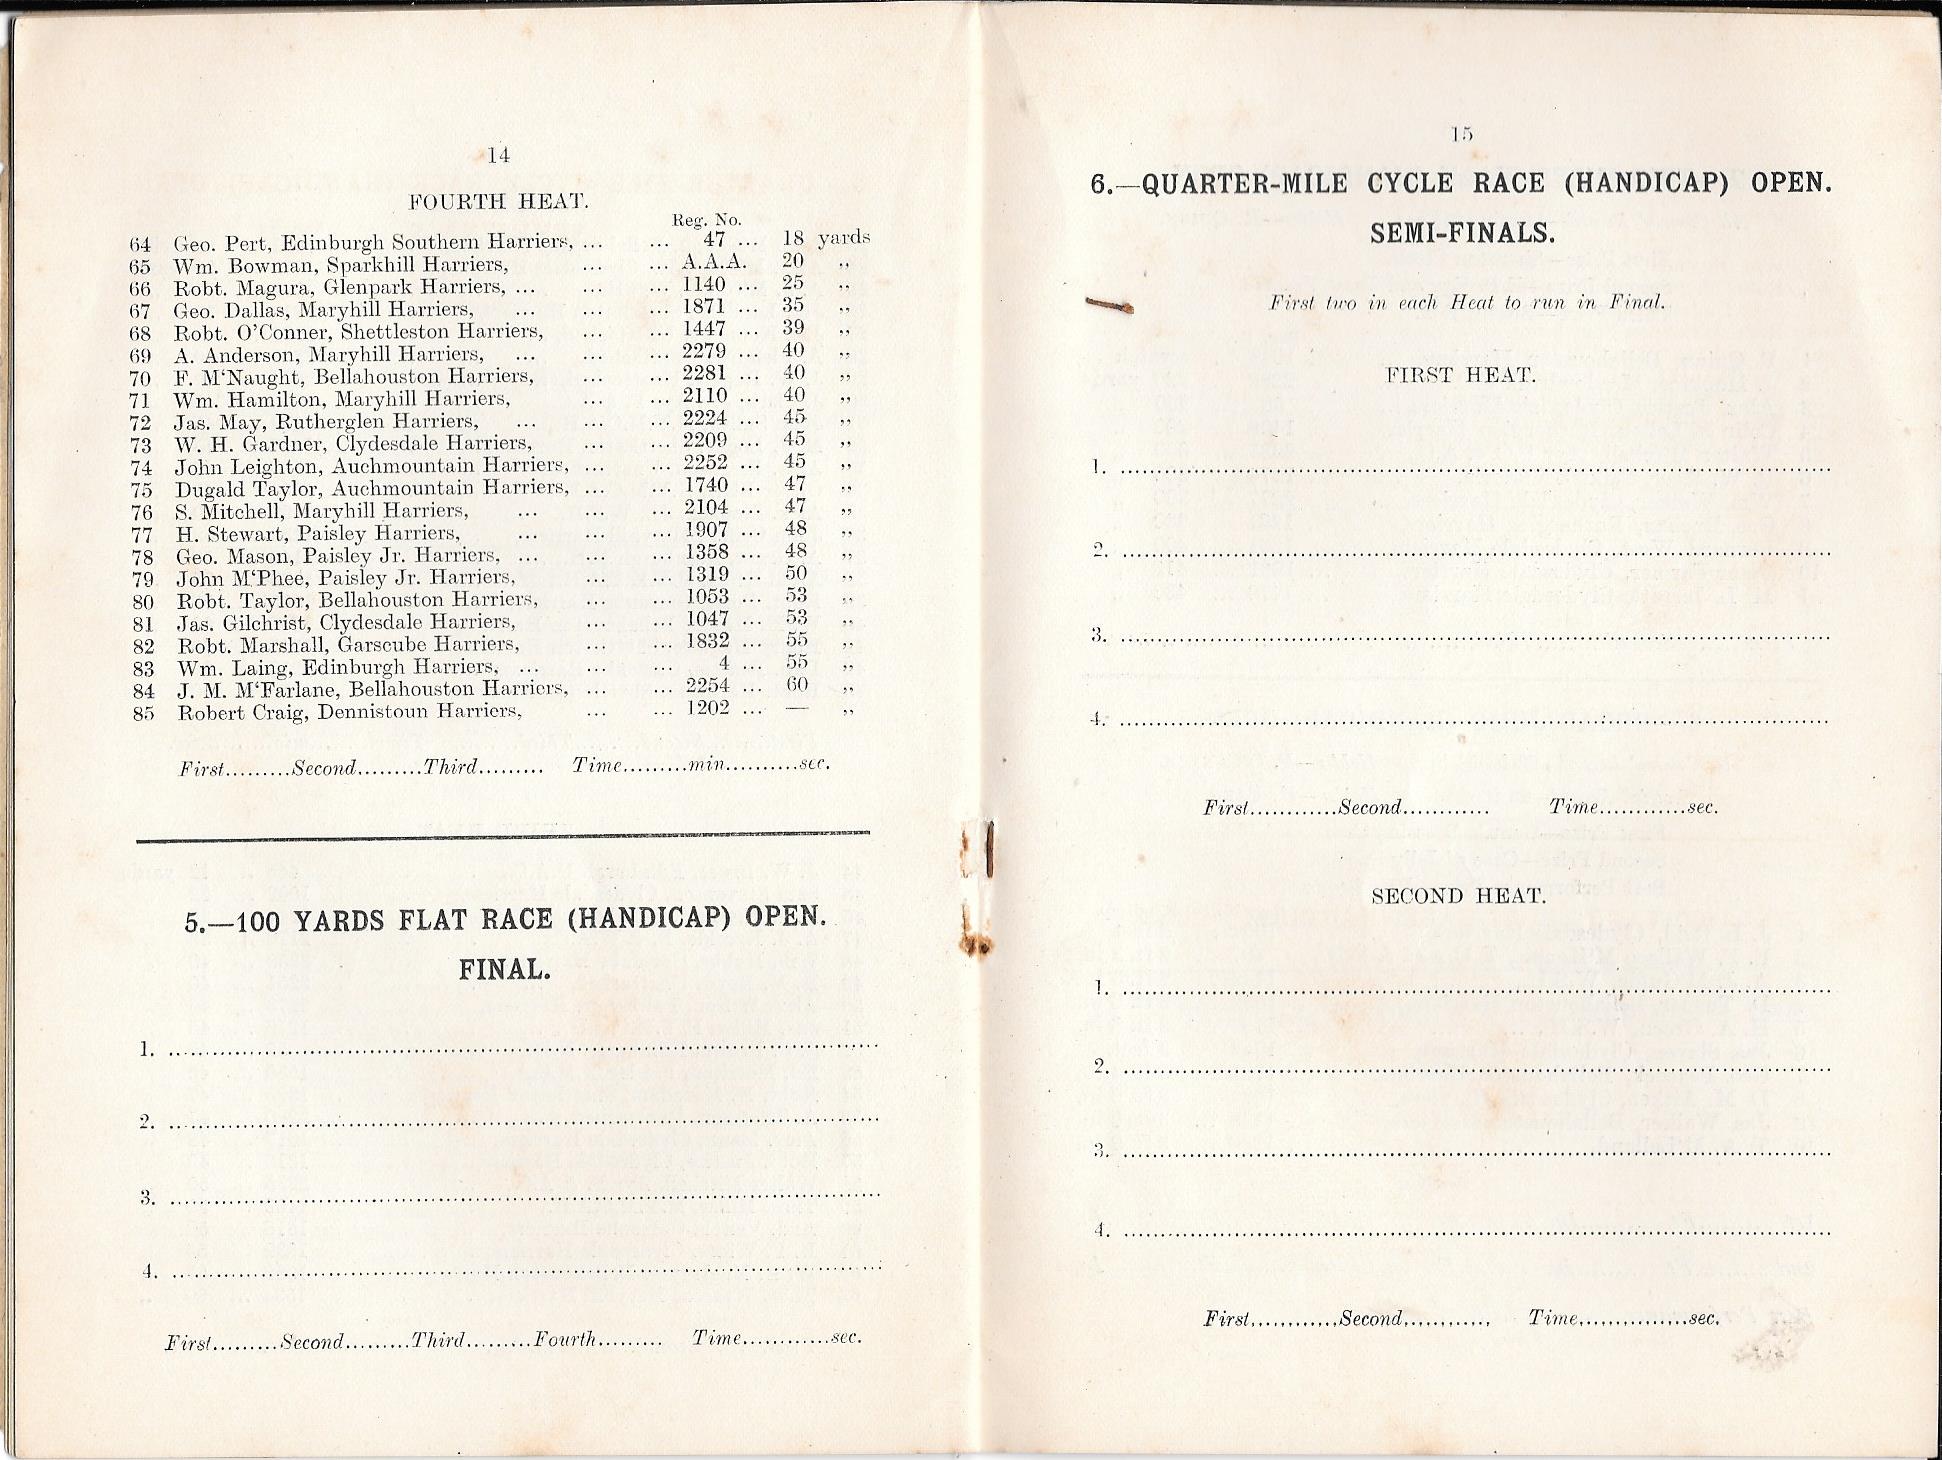 14
FOURTH HEAT.
Reg. No.
64 Geo. Pert, Edinburgh Southern Harriers, ... ... 47 ... 18 yards
65 Wm. Bowman, Sparkhill Harriers, ... ... A.A.A. 20 ,,
66 Robt. Magura, Glenpark Harriers, ... ... ... 1140 ... 25 ,,
67 Geo. Dallas, Maryhill Harriers, ... ... ... 1871 ... 35 ,,
68 Robt. O'Conner, Shettleston Harriers, ... ... 1447 ... 39 ,,
69 A. Anderson, Maryhill Harriers, ... ... ... 2279 ... 40 ,,
70 F. M'Naught, Bellahouston Harriers, ... ... 2281 ... 40 ,,
71 Wm. Hamilton, Maryhill Harriers, ... ... 2110 ... 40 ,,
72 Jas. May, Rutherglen Harriers, ... ... ... 2224 ... 45 ,,
73 W. H. Gardner, Clydesdale Harriers, ... ... 2209 ... 45 ,,
74 John Leighton, Auchmountain Harriers, ... ... 2252 ... 45 ,,
75 Dugald Taylor, Auchmountain Harriers, ... ... 1740 ... 47 ,,
76 S. Mitchell, Maryhill Harriers, ... ... ... 2104 ... 47 ,,
77 H. Stewart, Paisley Harriers, ... ... ... 1907 ... 48 ,,
78 Geo. Mason, Paisley Jr. Harriers, ... ... ... 1358 ... 48 ,,
79 John M'Phee, Paisley Jr. Harriers, ... ... 1319 ... 50 ,,
80 Robt. Taylor, Bellahouston Harriers, ... ... 1053 ... 53 ,,
81 Jas. Gilchrist, Clydesdale Harriers, ... ... 1047 ... 53 ,,
82 Robt. Marshall, Garscube Harriers, ... ... 1832 ... 55 ,,
83 Wm. Laing, Edinburgh Harriers, ... ... ... 4 ... 55 ,,
84 J. M. M'Farlane, Bellahouston Harriers, ... ... 2254 ... 60 ,,
85 Robert Craig, Dennistoun Harriers, ... ... 1202 ... — ,,
First.........Second.........Third......... Time.........min..........sec.
5.—100 YARDS FLAT RACE (HANDICAP) OPEN.
FINAL.
1. ..........
2. ..........
3. ..........
4. ..........
First.........Second.........Third.........Fourth......... Time............sec.
15
6.—QUARTER-MILE CYCLE RACE (HANDICAP) OPEN.
SEMI-FINALS.
First two in each Heat to run in Final.
FIRST HEAT.
1. ..........
2. ..........
3. ..........
4. ..........
First............Second............ Time............sec.
SECOND HEAT.
1. ..........
2. ..........
3. ..........
4. ..........
First............Second............ Time...............sec.